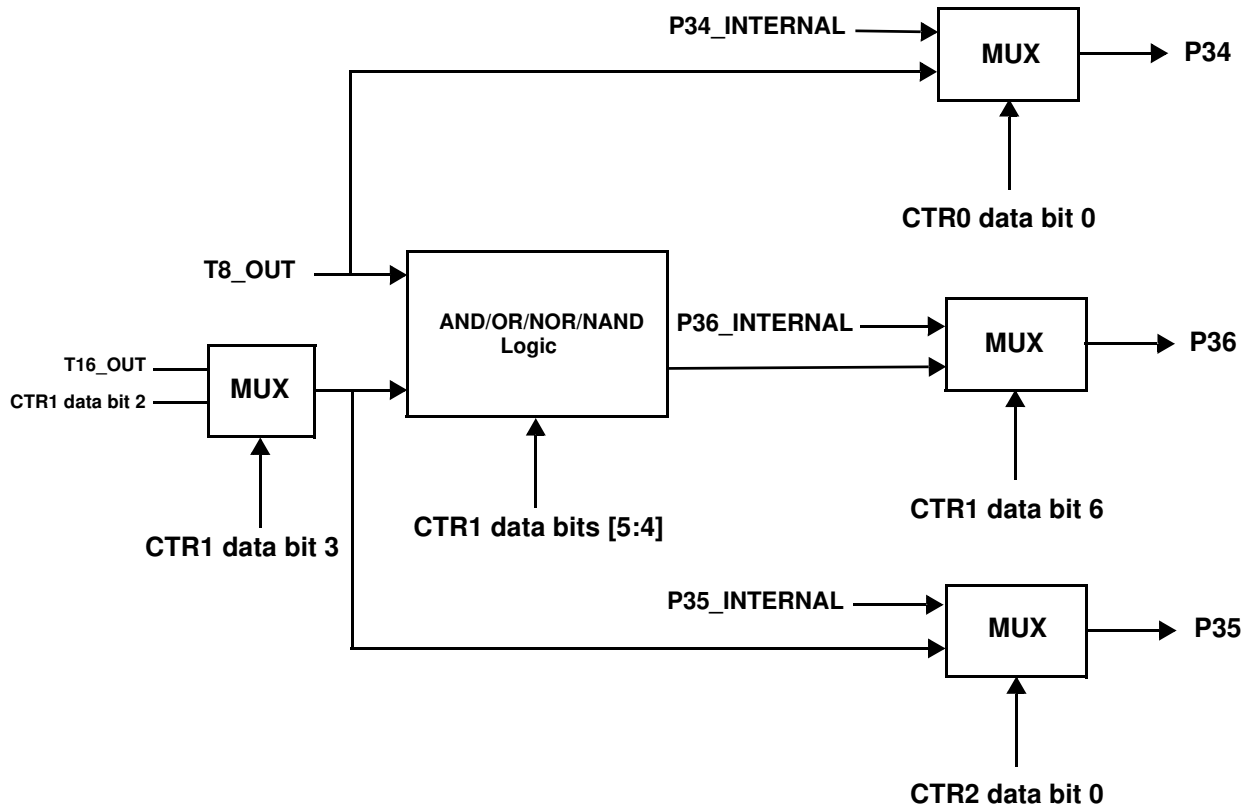 P34_INTERNAL
MUX
P34
CTR0 data bit 0
T8_OUT
AND/OR/NOR/NAND
Logic
P36_INTERNAL
MUX
P36
T16_OUT
CTR1 data bit 2
MUX
CTR1 data bit 3
CTR1 data bits [5:4]
CTR1 data bit 6
P35_INTERNAL
MUX
P35
CTR2 data bit 0